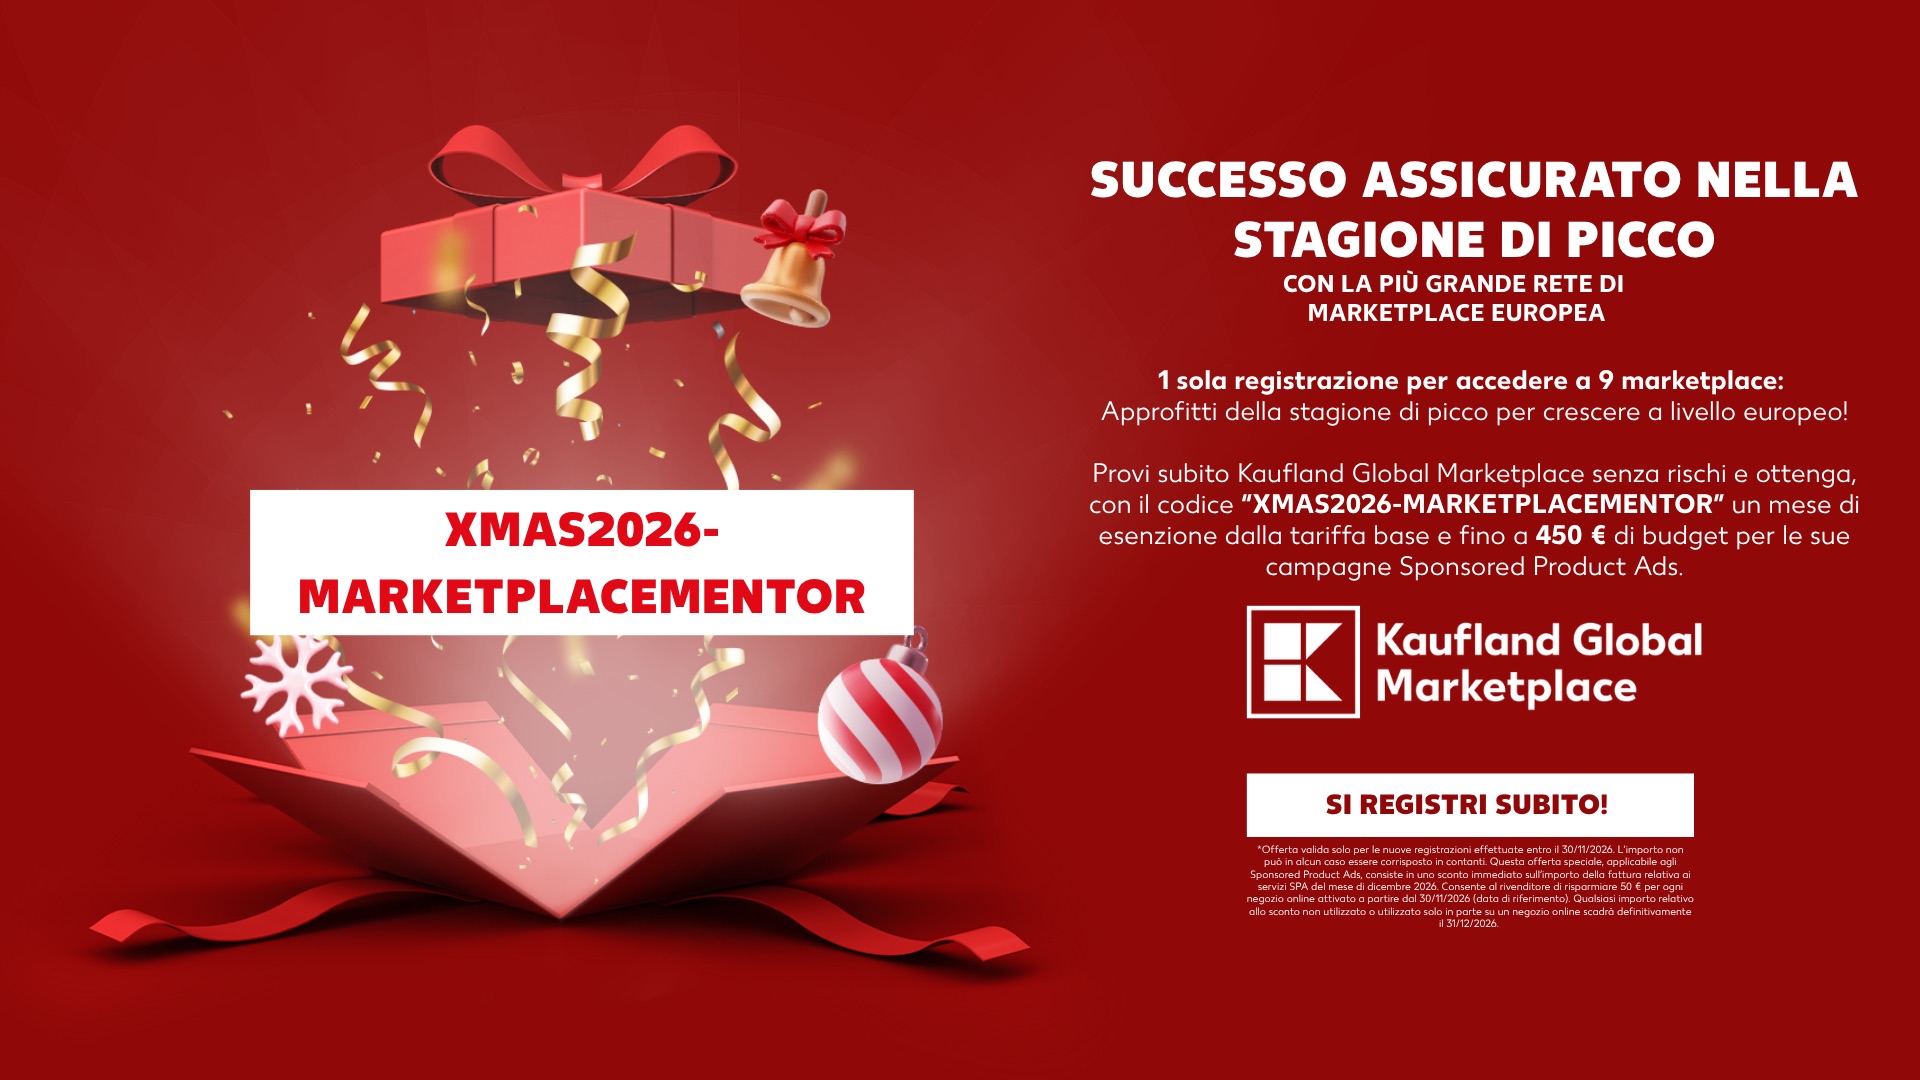 XMAS2026-
MARKETPLACEMENTOR
SUCCESSO ASSICURATO NELLA
STAGIONE DI PICCO
CON LA PIÙ GRANDE RETE DI
MARKETPLACE EUROPEA
1 sola registrazione per accedere a 9 marketplace:
Approfitti della stagione di picco per crescere a livello europeo!
Provi subito Kaufland Global Marketplace senza rischi e ottenga,
con il codice “XMAS2026-MARKETPLACEMENTOR” un mese di
esenzione dalla tariffa base e fino a 450 € di budget per le sue
campagne Sponsored Product Ads.
Kaufland Global
Marketplace
SI REGISTRI SUBITO!
*Offerta valida solo per le nuove registrazioni effettuate entro il 30/11/2026. L'importo non
può in alcun caso essere corrisposto in contanti. Questa offerta speciale, applicabile agli
Sponsored Product Ads, consiste in uno sconto immediato sull'importo della fattura relativa ai
servizi SPA del mese di dicembre 2026. Consente al rivenditore di risparmiare 50 € per ogni
negozio online attivato a partire dal 30/11/2026 (data di riferimento). Qualsiasi importo relativo
allo sconto non utilizzato o utilizzato solo in parte su un negozio online scadrà definitivamente
il 31/12/2026.